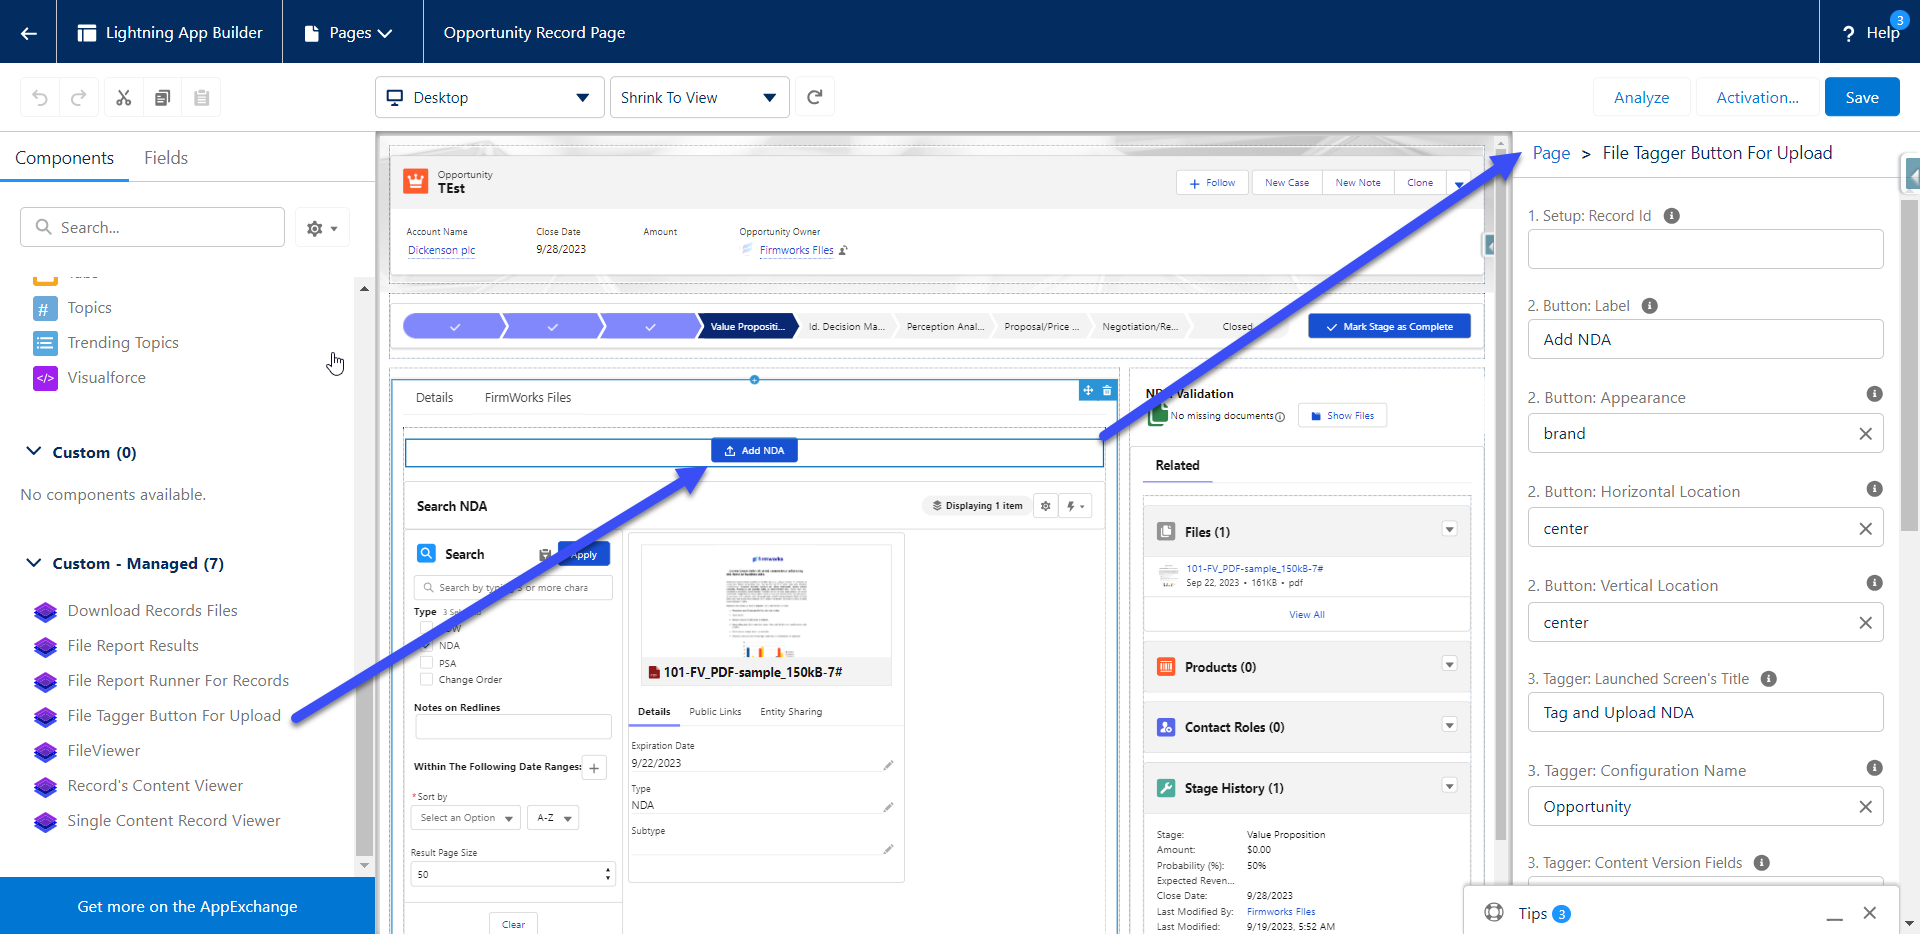 Lightning App Builder
Pages
Opportunity Record Page
3
? Help
Desktop
Shrink To View
Analyze
Activation...
Save
Components
Fields
Search...
Topics
Trending Topics
Visualforce
Custom (0)
No components available.
Custom - Managed (7)
Download Records Files
File Report Results
File Report Runner For Records
File Tagger Button For Upload
FileViewer
Record's Content Viewer
Single Content Record Viewer
Get more on the AppExchange
Opportunity
TEst
+ Follow
New Case
New Note
Clone
Account Name
Close Date
Amount
Opportunity Owner
Dickenson plc
9/28/2023
Firmworks Files
Value Propositi...
Id. Decision Ma...
Perception Anal...
Proposal/Price ...
Negotiation/Re...
Closed
Mark Stage as Complete
Details
FirmWorks Files
Add NDA
Search NDA
Displaying 1 item
Search
Apply
Search by typing 3 or more chara
Type
NDA
PSA
Change Order
Notes on Redlines
Within The Following Date Ranges:
+
*Sort by
Select an Option
A-Z
Result Page Size
50
Clear
firmworks
101-FV_PDF-sample_150kB-7#
Details
Public Links
Entity Sharing
Expiration Date
9/22/2023
Type
NDA
Subtype
Validation
No missing documents
Show Files
Related
Files (1)
101-FV_PDF-sample_150kB-7#
Sep 22, 2023 • 161KB • pdf
View All
Products (0)
Contact Roles (0)
Stage History (1)
Stage: Value Proposition
Amount: $0.00
Probability (%): 50%
Expected Reven...
Close Date: 9/28/2023
Last Modified By: Firmworks Files
Last Modified: 9/19/2023, 5:52 AM
Page > File Tagger Button For Upload
1. Setup: Record Id
2. Button: Label
Add NDA
2. Button: Appearance
brand
2. Button: Horizontal Location
center
2. Button: Vertical Location
center
3. Tagger: Launched Screen's Title
Tag and Upload NDA
3. Tagger: Configuration Name
Opportunity
3. Tagger: Content Version Fields
Tips 3